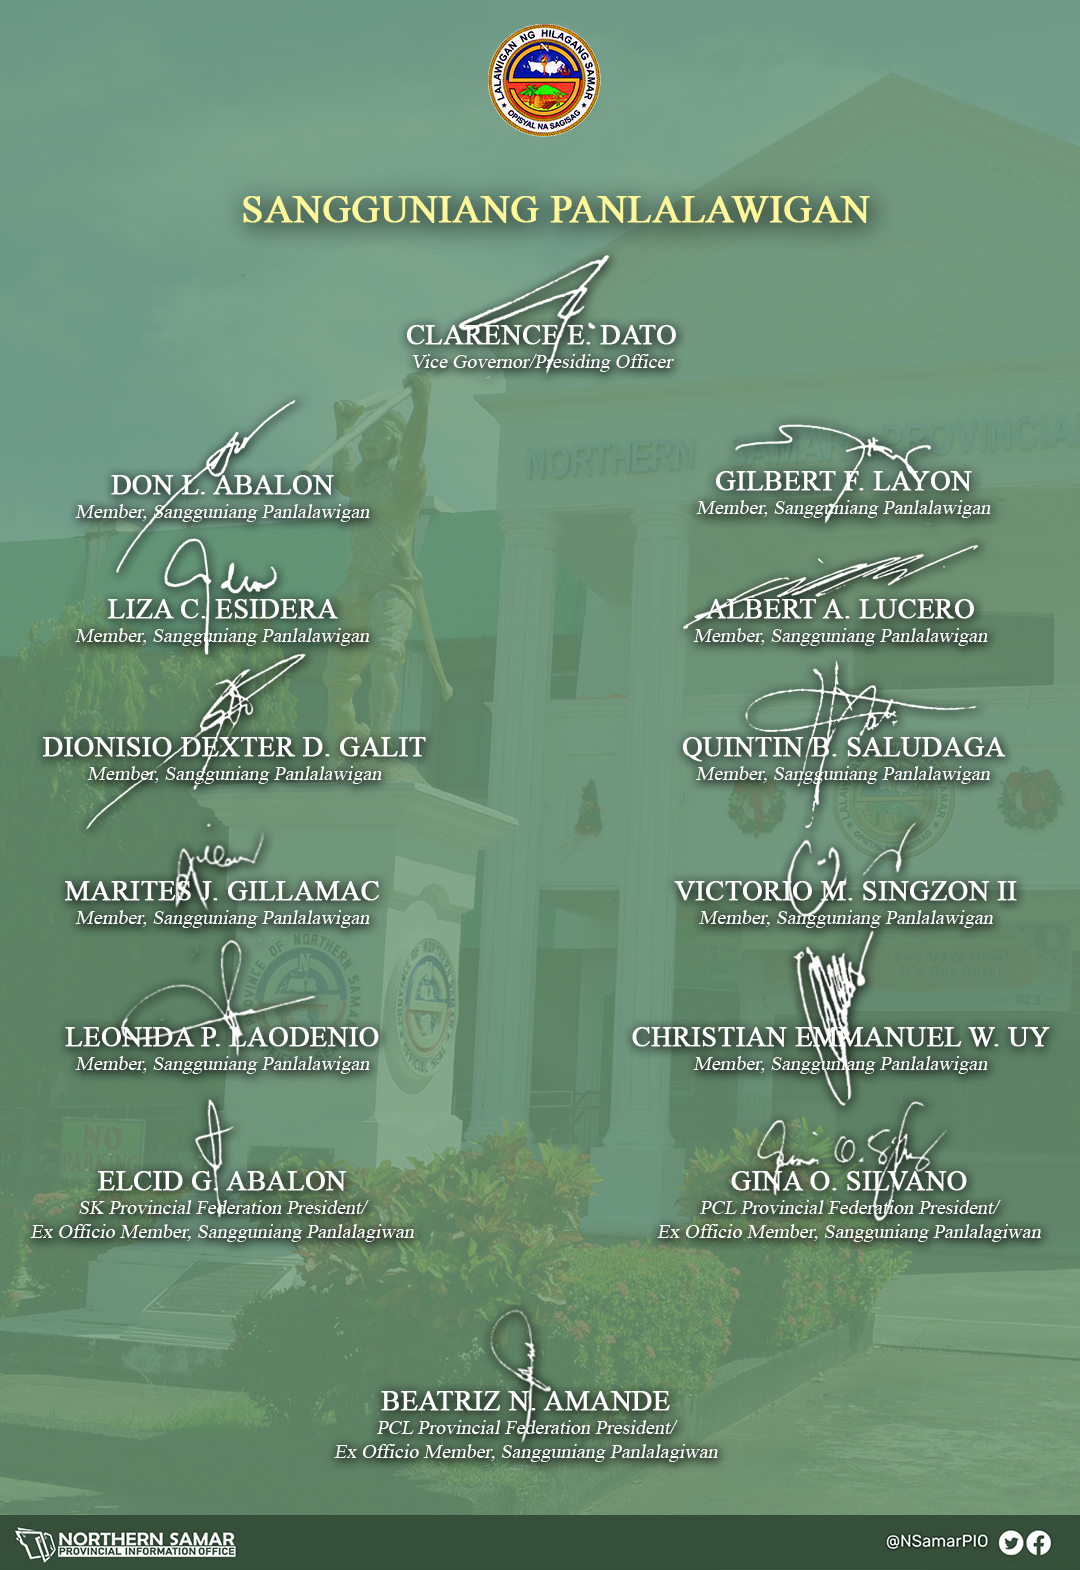 LALAWIGAN NG HILAGANG SAMAR
OPISYAL NA SAGISAG
SANGGUNIANG PANLALAWIGAN
CLARENCE E. DATO
Vice Governor/Presiding Officer
DON L. ABALON
Member, Sangguniang Panlalawigan
GILBERT F. LAYON
Member, Sangguniang Panlalawigan
NORTHERN SAMAR PROVINCIAL
LIZA C. ESIDERA
Member, Sangguniang Panlalawigan
ALBERT A. LUCERO
Member, Sangguniang Panlalawigan
DIONISIO DEXTER D. GALIT
Member, Sangguniang Panlalawigan
QUINTIN B. SALUDAGA
Member, Sangguniang Panlalawigan
MARITES J. GILLAMAC
Member, Sangguniang Panlalawigan
VICTORIO M. SINGZON II
Member, Sangguniang Panlalawigan
LEONIDA P. LAODENIO
Member, Sangguniang Panlalawigan
CHRISTIAN EMMANUEL W. UY
Member, Sangguniang Panlalawigan
NO
PARKING
ELCID G. ABALON
SK Provincial Federation President/
Ex Officio Member, Sangguniang Panlalagiwan
GINA O. SILVANO
PCL Provincial Federation President/
Ex Officio Member, Sangguniang Panlalagiwan
BEATRIZ N. AMANDE
PCL Provincial Federation President/
Ex Officio Member, Sangguniang Panlalagiwan
NORTHERN SAMAR
PROVINCIAL INFORMATION OFFICE
@NSamarPIO